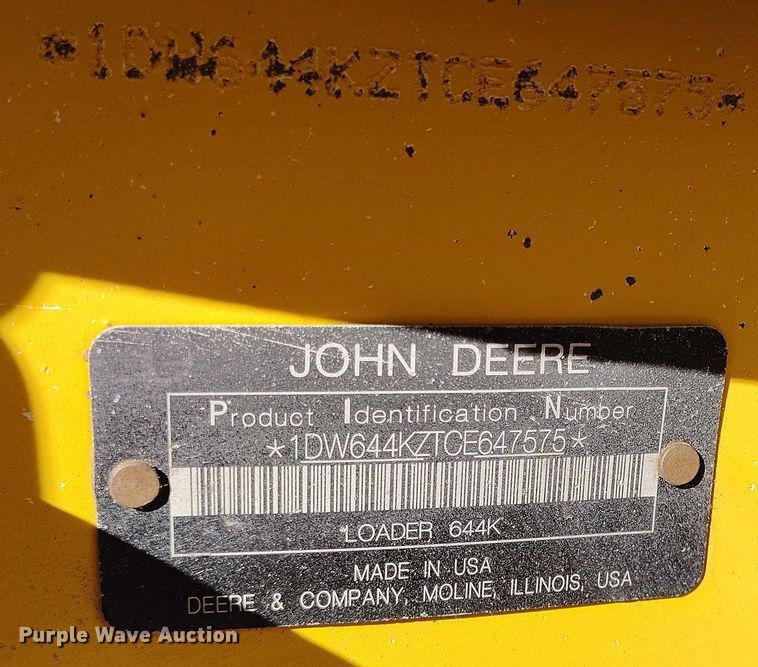 *1DW644KZTCE647575*
JOHN DEERE
Product Identification Number
*1DW644KZTCE647575*
LOADER 644K
MADE IN USA
DEERE & COMPANY, MOLINE, ILLINOIS, USA
Purple Wave Auction